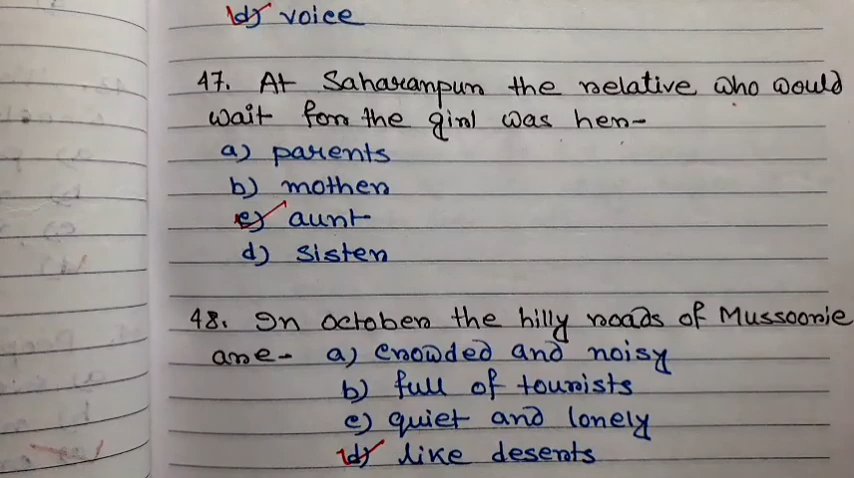 d) voice
47. At Saharanpur the relative who would
wait for the girl was her-
a) parents
b) mother
c) aunt
d) sister
48. In october the hilly roads of Mussoorie
are- a) crowded and noisy
b) full of tourists
c) quiet and lonely
d) like deserts